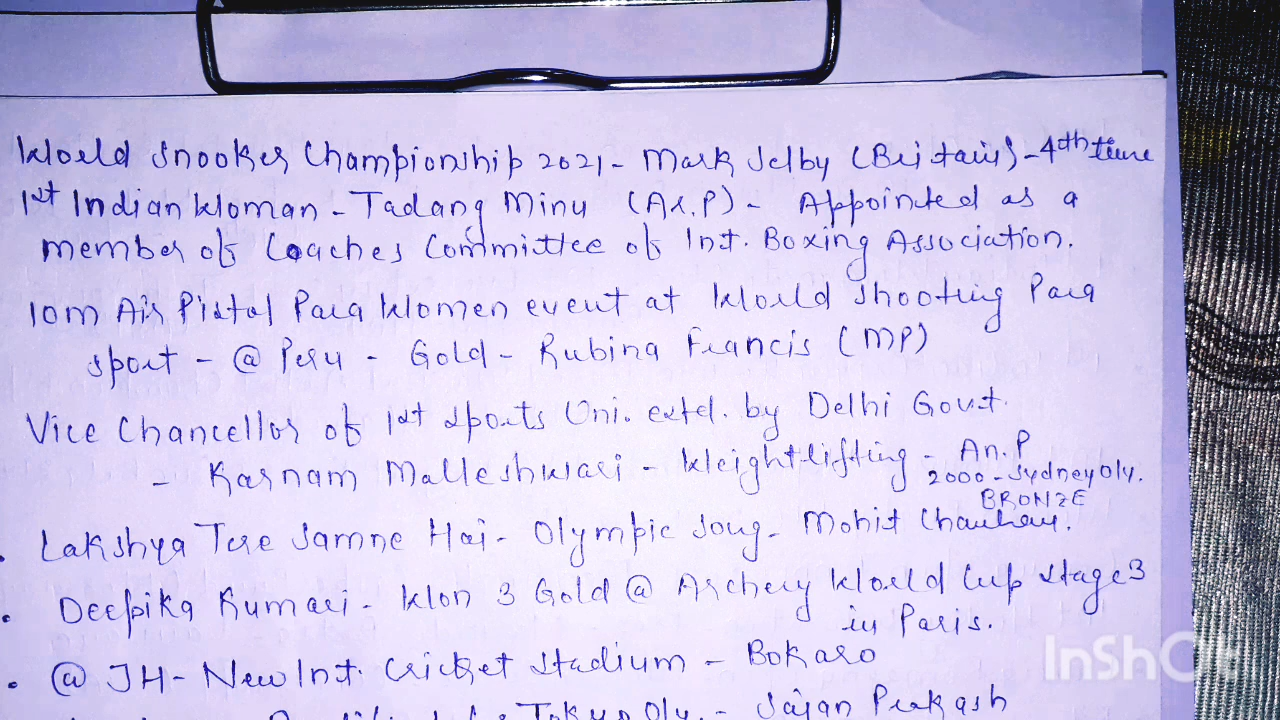 World Snooker Championship 2021 - Mark Selby (Britain) - 4th time
1st Indian Woman - Tadang Minu (Ar.P) - Appointed as a
member of Coaches Committee of Int. Boxing Association.
10m Air Pistol Para Women event at World Shooting Para
sport - @ Peru - Gold - Rubina Francis (MP)
Vice Chancellor of 1st sports Uni. estd. by Delhi Govt.
- Karnam Malleshwari - Weightlifting - An.P
2000 - Sydney Oly.
BRONZE
• Lakshya Tere Samne Hai - Olympic song - Mohit Chauhan.
• Deepika Kumari - Won 3 Gold @ Archery World Cup Stage 3
in Paris.
• @ JH - New Int. Cricket Stadium - Bokaro
Tokyo Oly. - Sajan Prakash
InShOt